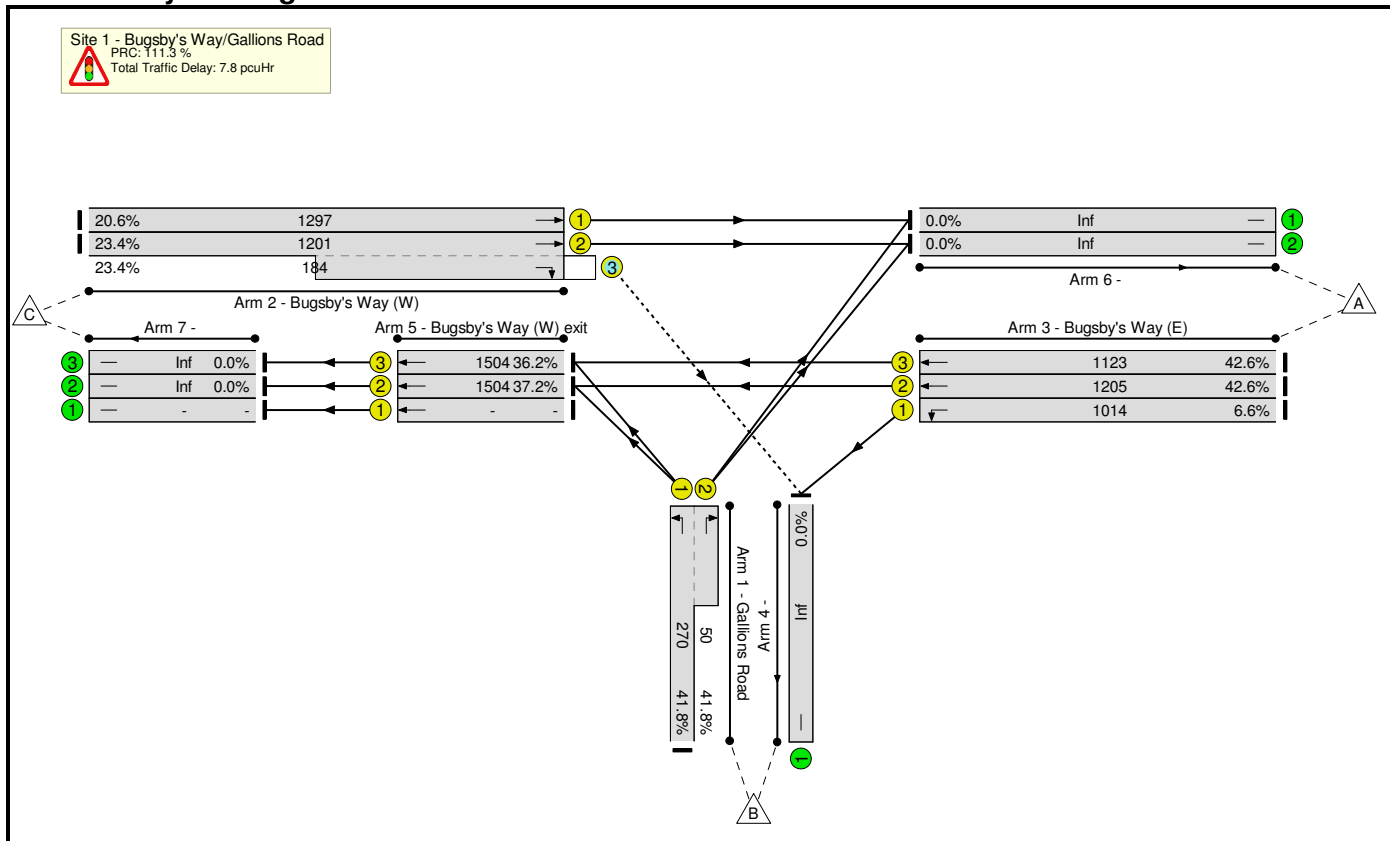 Site 1 - Bugsby's Way/Gallions Road
PRC: 111.3 %
Total Traffic Delay: 7.8 pcuHr
20.6% 1297 1
23.4% 1201 2
23.4% 184 3
Arm 2 - Bugsby's Way (W)
0.0% Inf 1
0.0% Inf 2
Arm 6 -
C
A
Arm 7 -
Arm 5 - Bugsby's Way (W) exit
Arm 3 - Bugsby's Way (E)
3 Inf 0.0% 3 1504 36.2% 3 1123 42.6%
2 Inf 0.0% 2 1504 37.2% 2 1205 42.6%
1 - - 1 - - 1 1014 6.6%
1 2
270 41.8%
50 41.8%
Arm 1 - Gallions Road
Arm 4 -
0.0% Inf
1
B